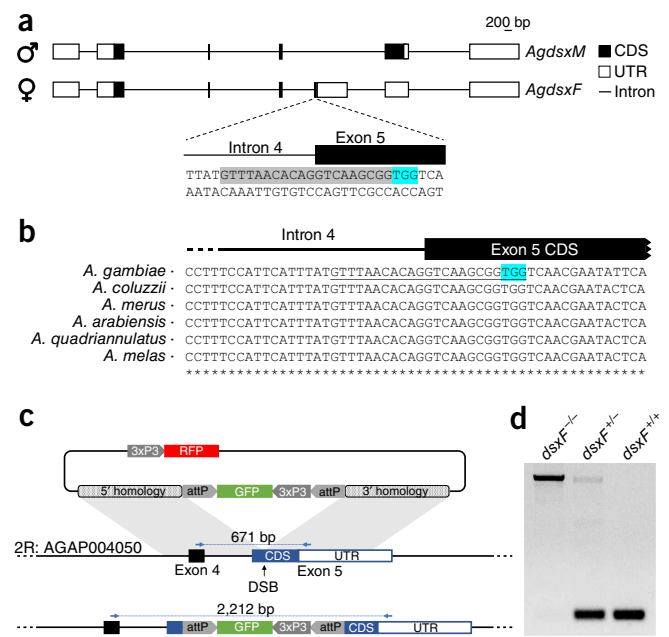 a
200 bp
♂ AgdsxM
♀ AgdsxF
CDS
UTR
Intron
Intron 4 Exon 5
TTATGTTTAACACAGGTCAAGCGGTGGTCA
AATACAAATTGTGTCCAGTTCGCCACCAGT
b
Intron 4 Exon 5 CDS
A. gambiae · CCTTTCCATTCATTTATGTTTAACACAGGTCAAGCGGTGGTCAACGAATATTCA
A. coluzzii · CCTTTCCATTCATTTATGTTTAACACAGGTCAAGCGGTGGTCAACGAATACTCA
A. merus · CCTTTCCATTCATTTATGTTTAACACAGGTCAAGCGGTGGTCAACGAATACTCA
A. arabiensis · CCTTTCCATTCATTTATGTTTAACACAGGTCAAGCGGTGGTCAACGAATACTCA
A. quadriannulatus · CCTTTCCATTCATTTATGTTTAACACAGGTCAAGCGGTGGTCAACGAATACTCA
A. melas · CCTTTCCATTCATTTATGTTTAACACAGGTCAAGCGGTGGTCAACGAATACTCA
******************************************************
c
3xP3 RFP
5′ homology attP GFP 3xP3 attP 3′ homology
2R: AGAP004050
671 bp
CDS UTR
Exon 4 Exon 5
DSB
2,212 bp
attP GFP 3xP3 attP CDS UTR
d
dsxF−/− dsxF+/− dsxF+/+